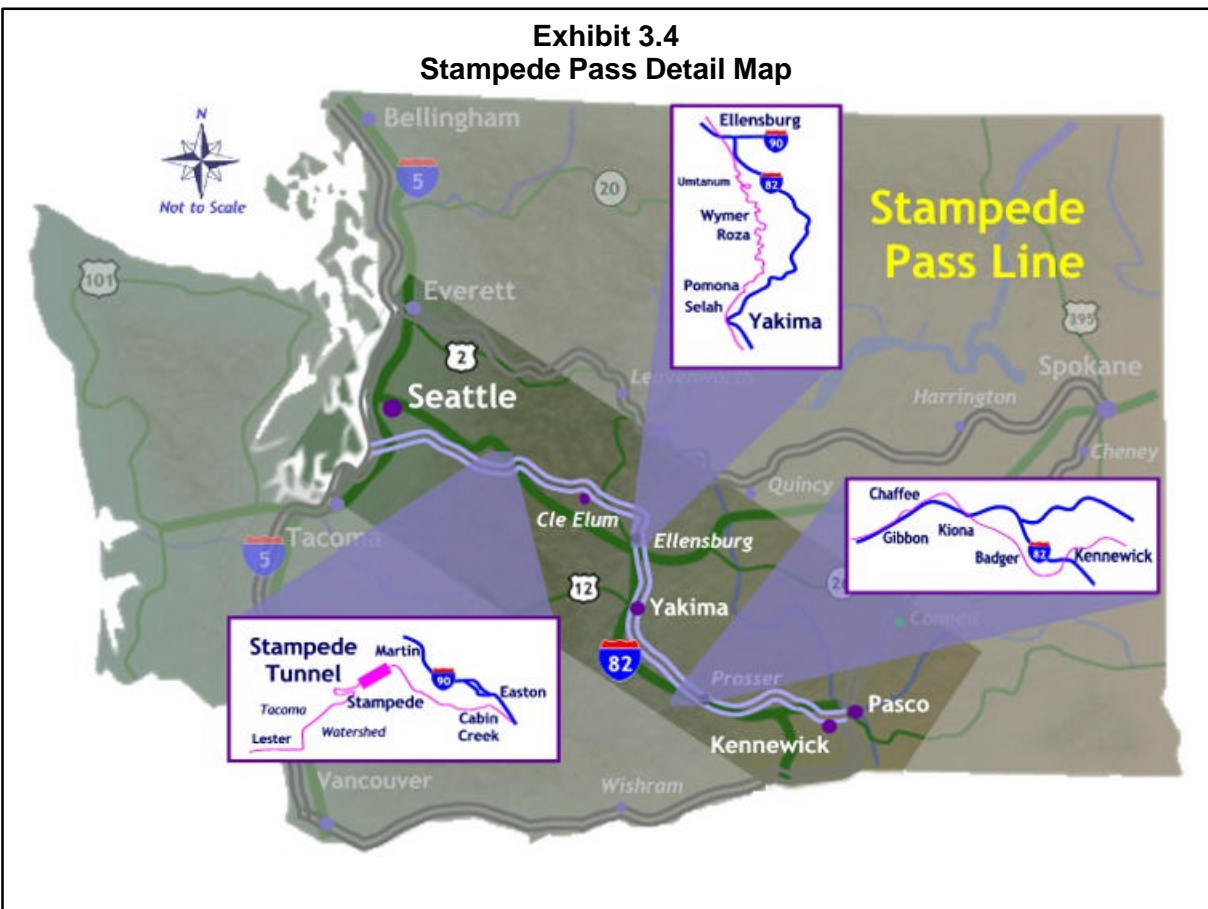 Exhibit 3.4
Stampede Pass Detail Map
N
Not to Scale
Bellingham
5
20
101
Everett
2
Seattle
Leavenworth
Stampede
Pass Line
395
Spokane
Harrington
Cheney
Quincy
Tacoma
5
Cle Elum
Ellensburg
12
Yakima
82
Prosser
Connell
Pasco
Kennewick
Vancouver
Wishram
Ellensburg
90
Umtanum
82
Wymer
Roza
Pomona
Selah
Yakima
Chaffee
Gibbon
Kiona
Badger
82
Kennewick
Stampede
Tunnel
Martin
90
Easton
Stampede
Tacoma
Cabin
Creek
Lester
Watershed